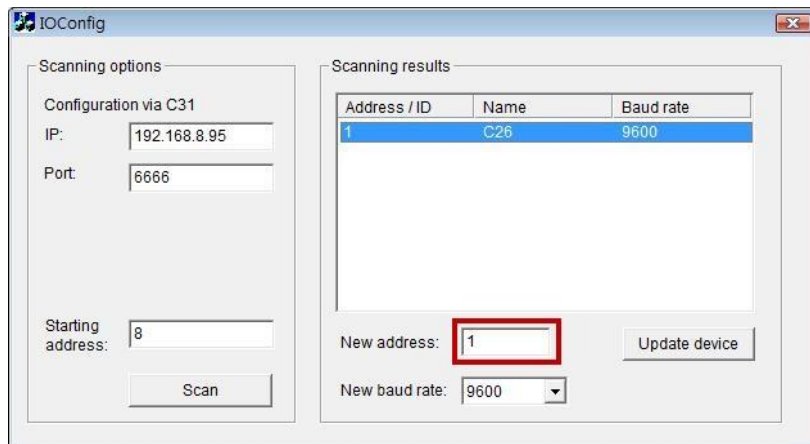 IOConfig
Scanning options
Configuration via C31
IP: 192.168.8.95
Port: 6666
Starting
address: 8
Scan
Scanning results
Address / ID Name Baud rate
1 C26 9600
New address: 1
Update device
New baud rate: 9600